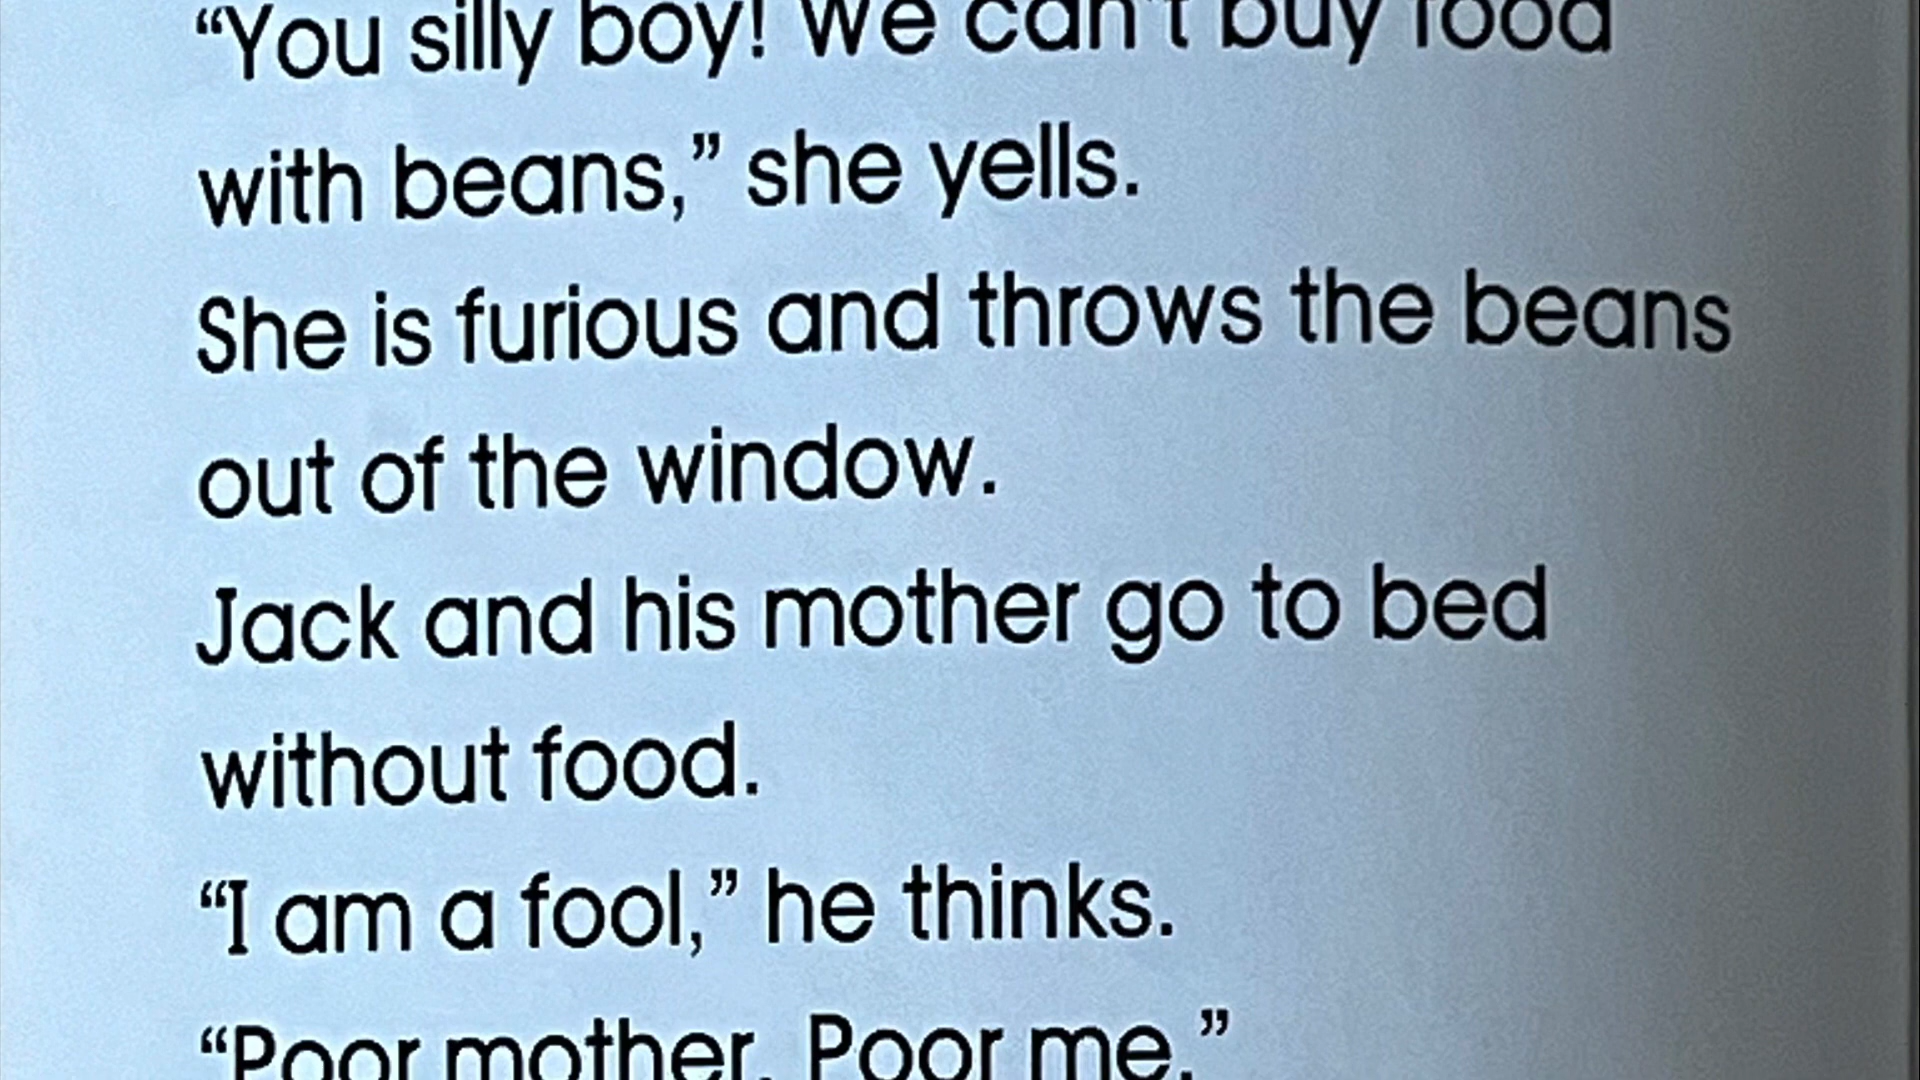 “You silly boy! We can't buy food
with beans,” she yells.
She is furious and throws the beans
out of the window.
Jack and his mother go to bed
without food.
“I am a fool,” he thinks.
“Poor mother. Poor me.”